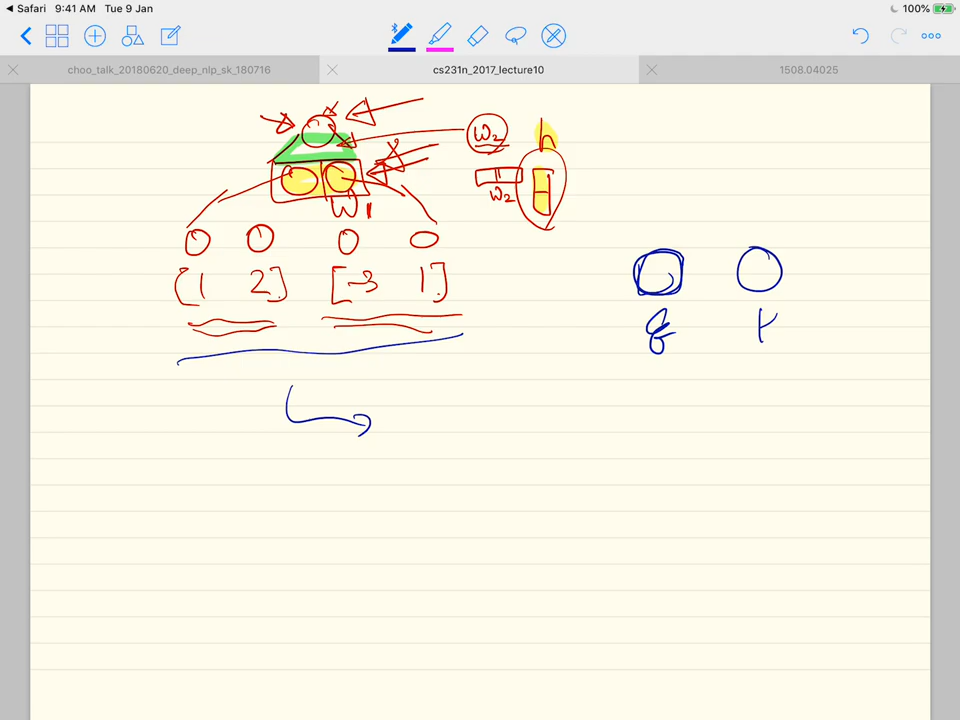 Safari 9:41 AM Tue 9 Jan 100%
choo_talk_20180620_deep_nlp_sk_180716
cs231n_2017_lecture10
1508.04025
W2
h
W2
W1
[1 2] [-3 1]